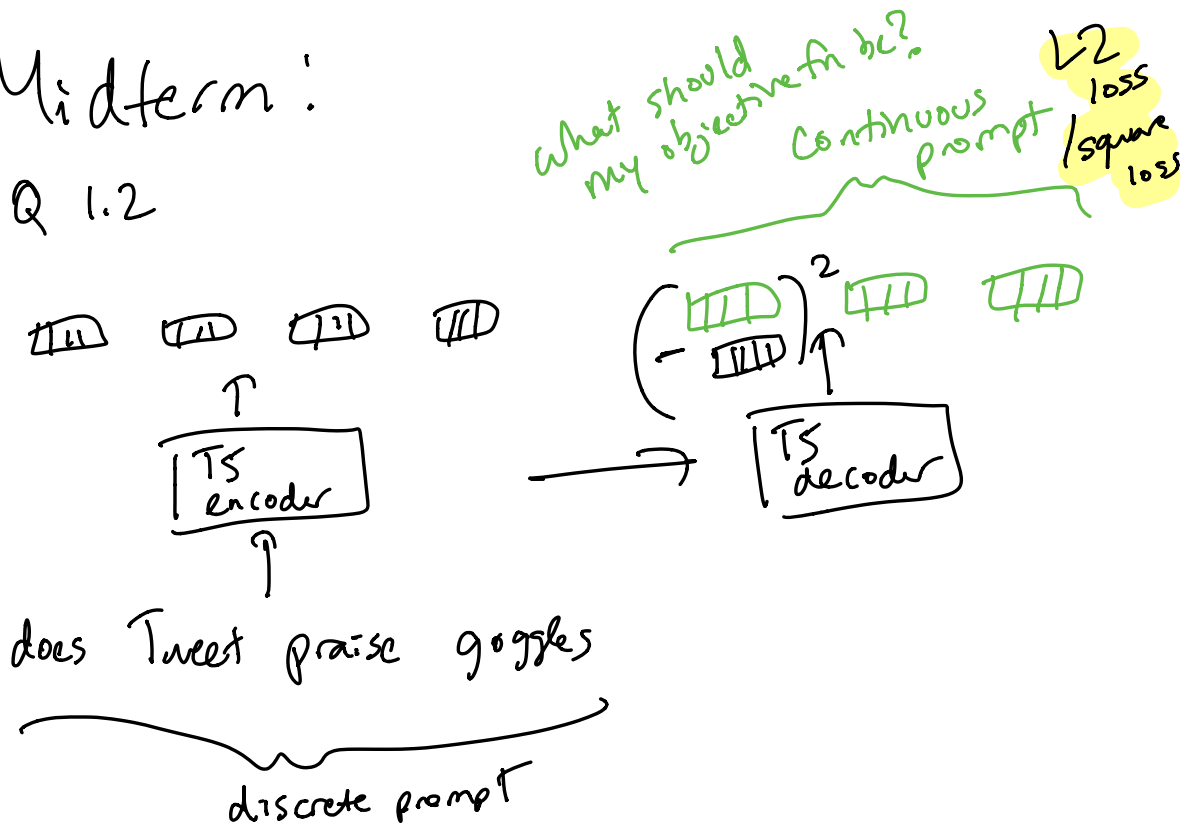 Midterm:
Q 1.2
what should
my objective fn be?
Continuous
prompt
L2
loss
/square
loss
2
-
T5
encoder
T5
decoder
does Tweet praise goggles
discrete prompt